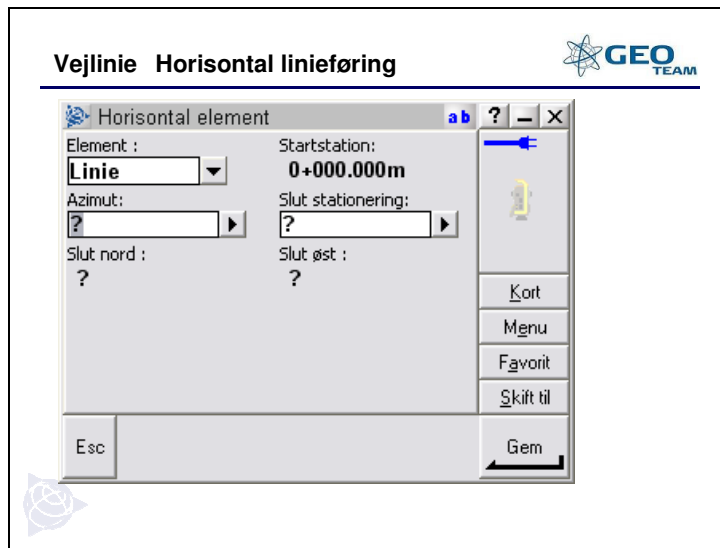 Vejlinie Horisontal linieføring
GEO
TEAM
Horisontal element
ab
?
Element :
Startstation:
Linie
0+000.000m
Azimut:
Slut stationering:
?
?
Slut nord :
Slut øst :
?
?
Kort
Menu
Favorit
Skift til
Esc
Gem